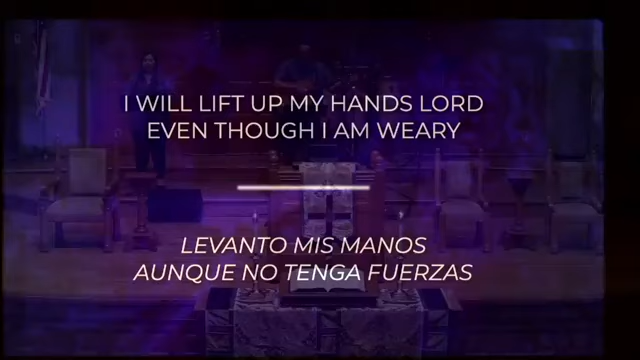 I WILL LIFT UP MY HANDS LORD
EVEN THOUGH I AM WEARY
LEVANTO MIS MANOS
AUNQUE NO TENGA FUERZAS